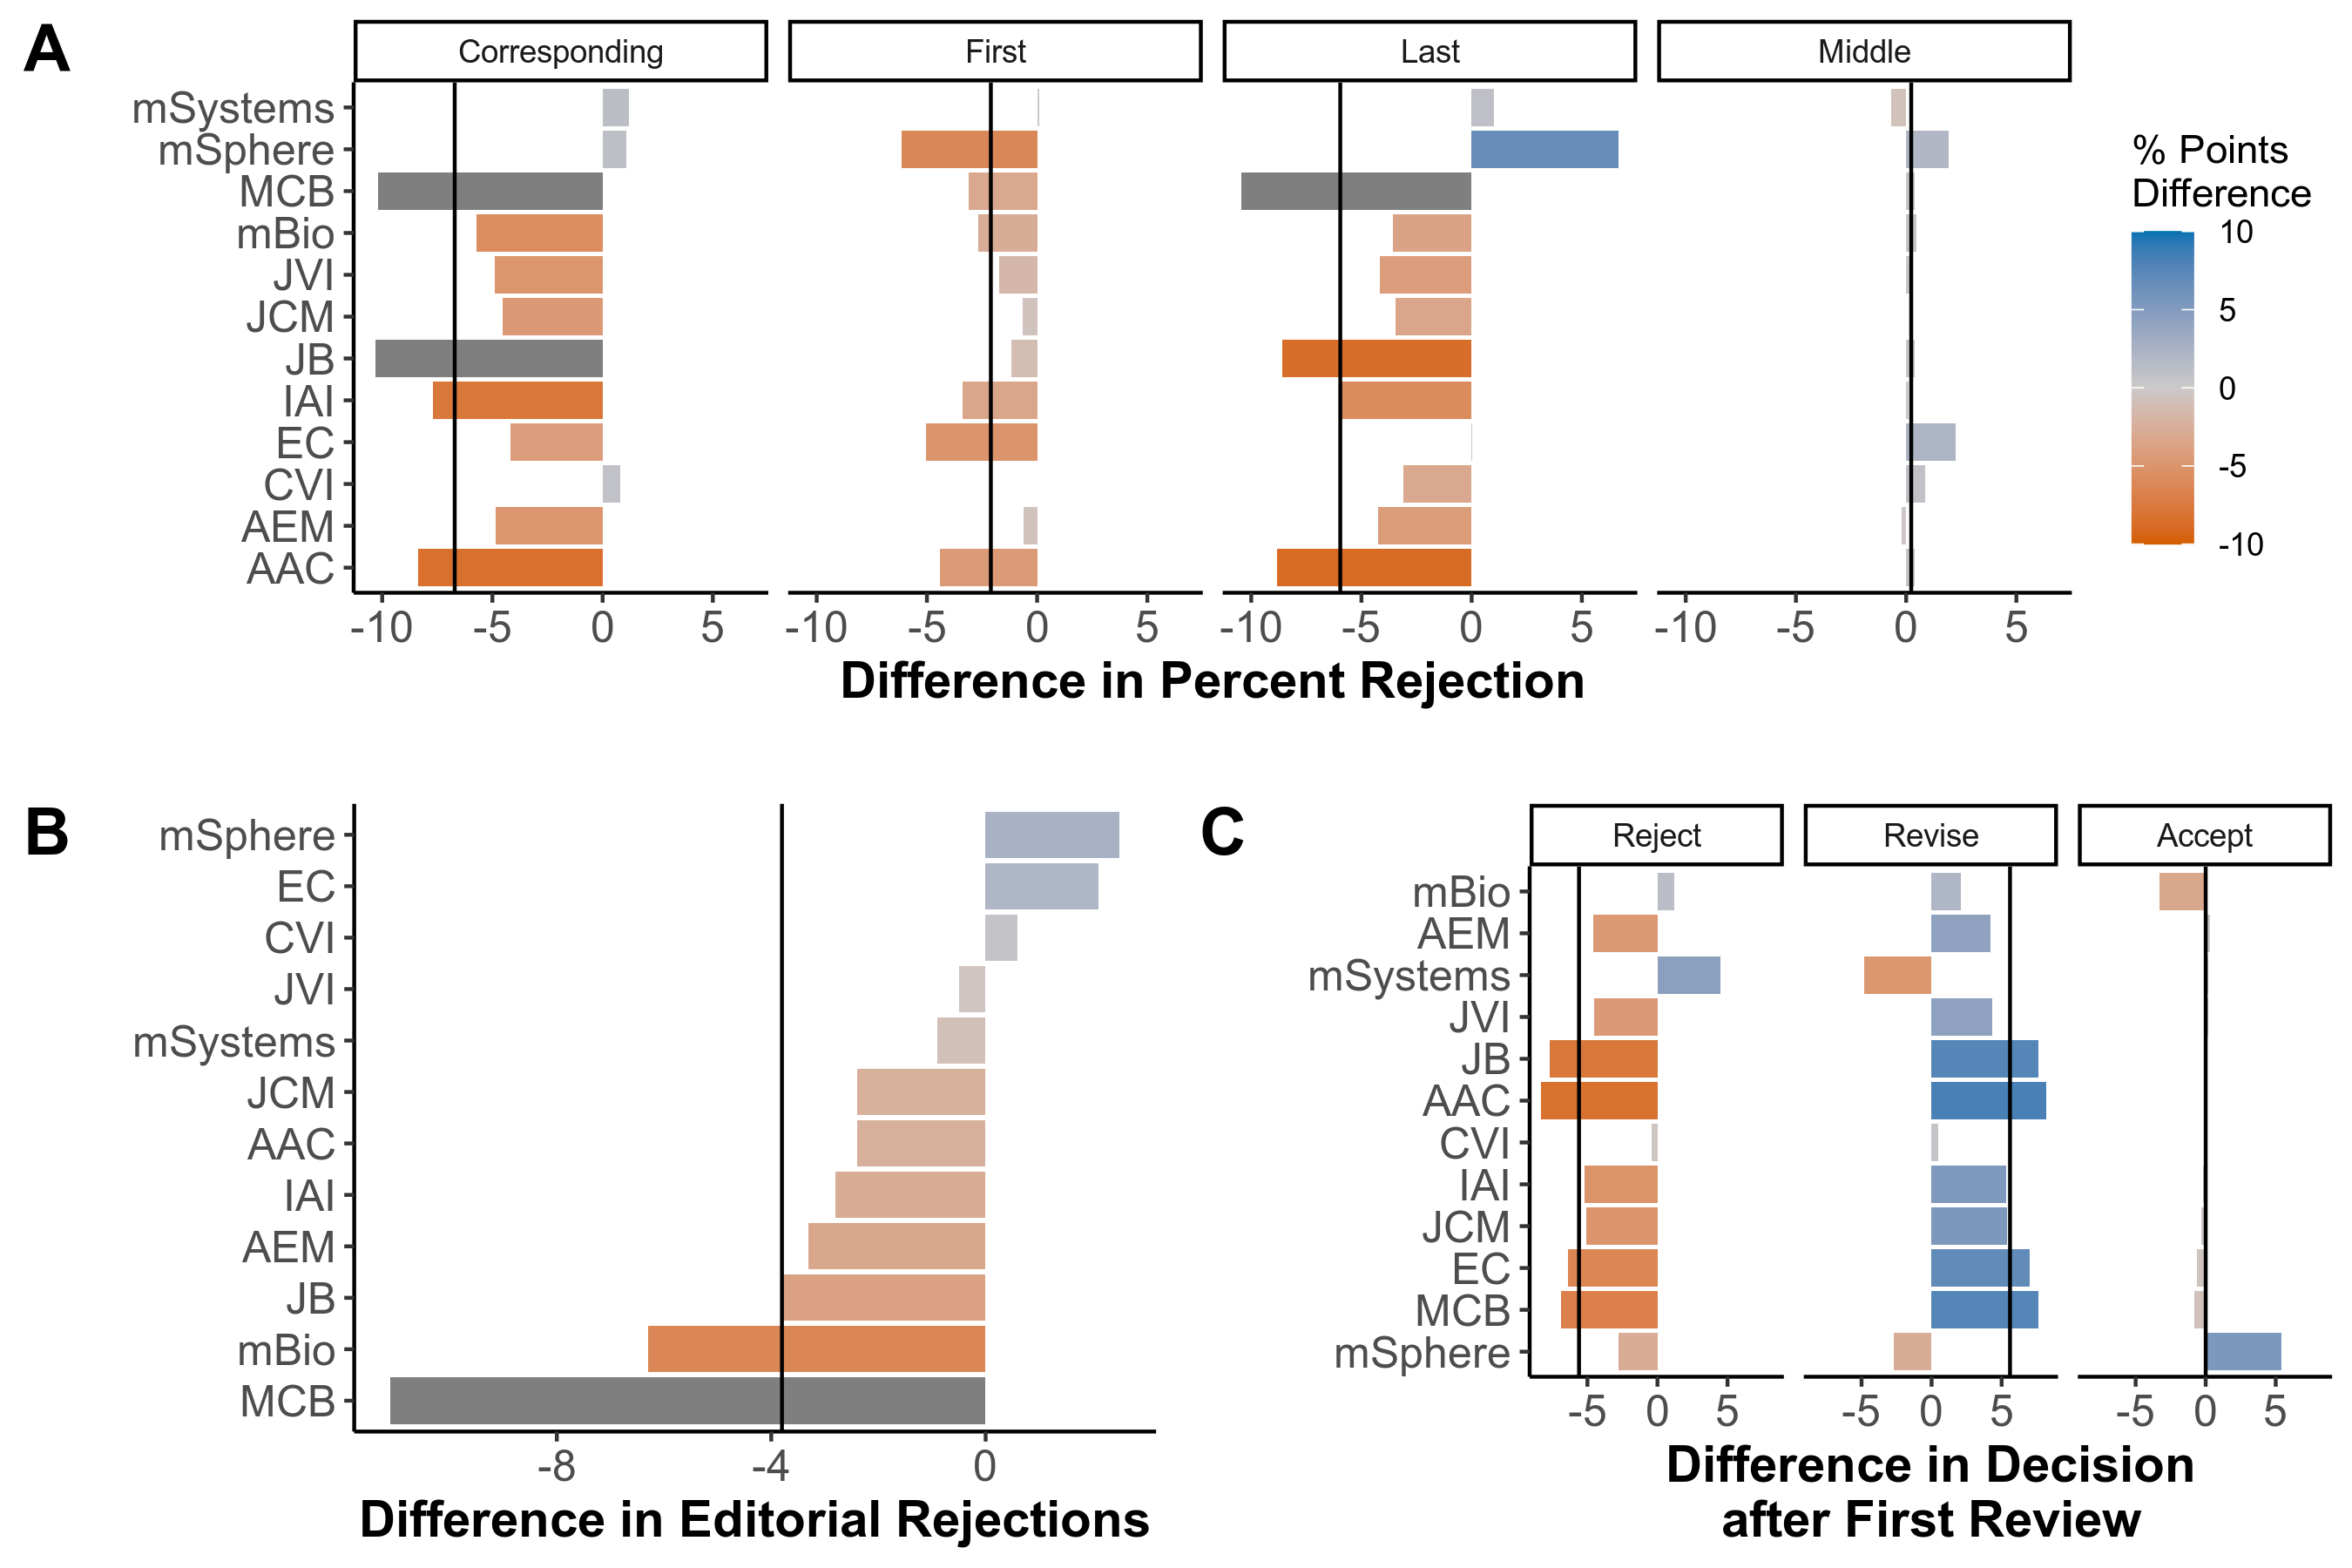 A
Corresponding First Last Middle
mSystems
mSphere
MCB
mBio
JVI
JCM
JB
IAI
EC
CVI
AEM
AAC
-10 -5 0 5 -10 -5 0 5 -10 -5 0 5 -10 -5 0 5
Difference in Percent Rejection
% Points
Difference
10
5
0
-5
-10
B
mSphere
EC
CVI
JVI
mSystems
JCM
AAC
IAI
AEM
JB
mBio
MCB
-8 -4 0
Difference in Editorial Rejections
C
Reject Revise Accept
mBio
AEM
mSystems
JVI
JB
AAC
CVI
IAI
JCM
EC
MCB
mSphere
-5 0 5 -5 0 5 -5 0 5
Difference in Decision
after First Review